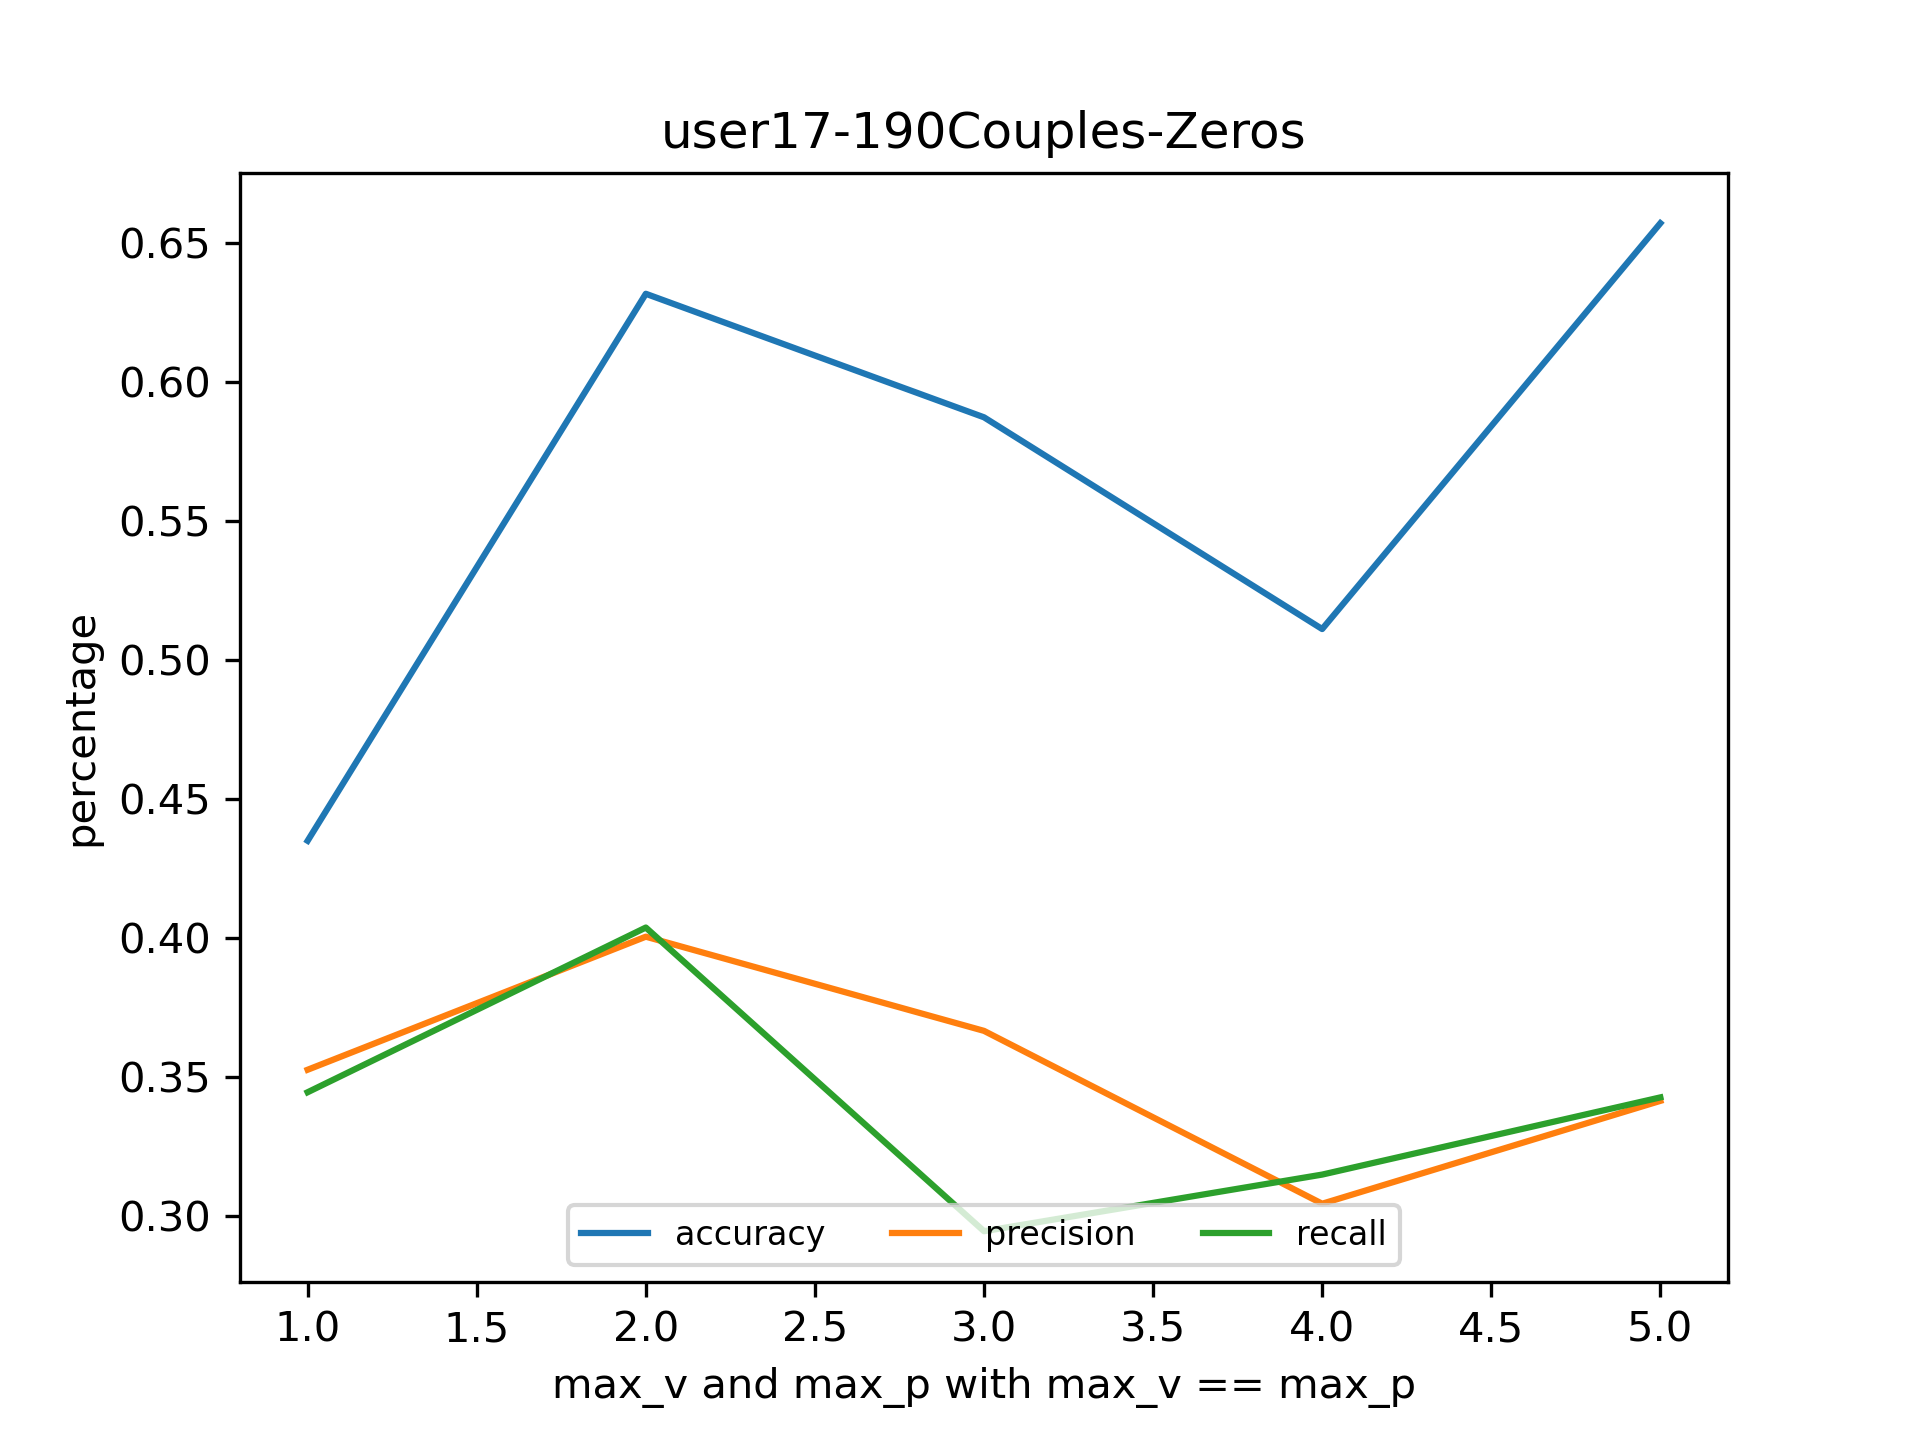 user17-190Couples-Zeros
percentage
0.65
0.60
0.55
0.50
0.45
0.40
0.35
0.30
accuracy precision recall
1.0 1.5 2.0 2.5 3.0 3.5 4.0 4.5 5.0
max_v and max_p with max_v == max_p